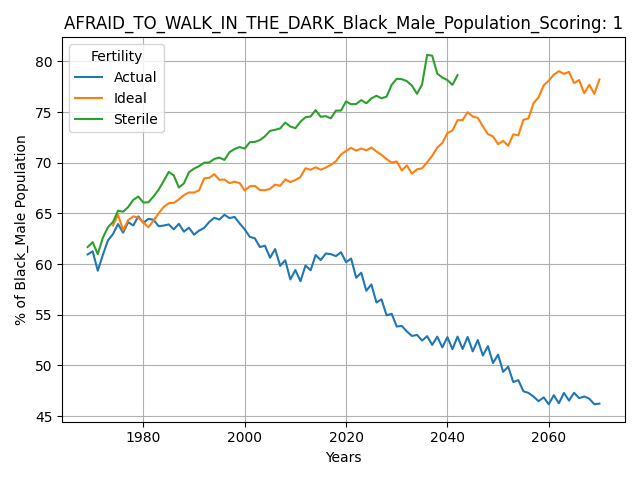 AFRAID_TO_WALK_IN_THE_DARK_Black_Male_Population_Scoring: 1
Fertility
Actual
Ideal
Sterile
% of Black_Male Population
80
75
70
65
60
55
50
45
1980 2000 2020 2040 2060
Years